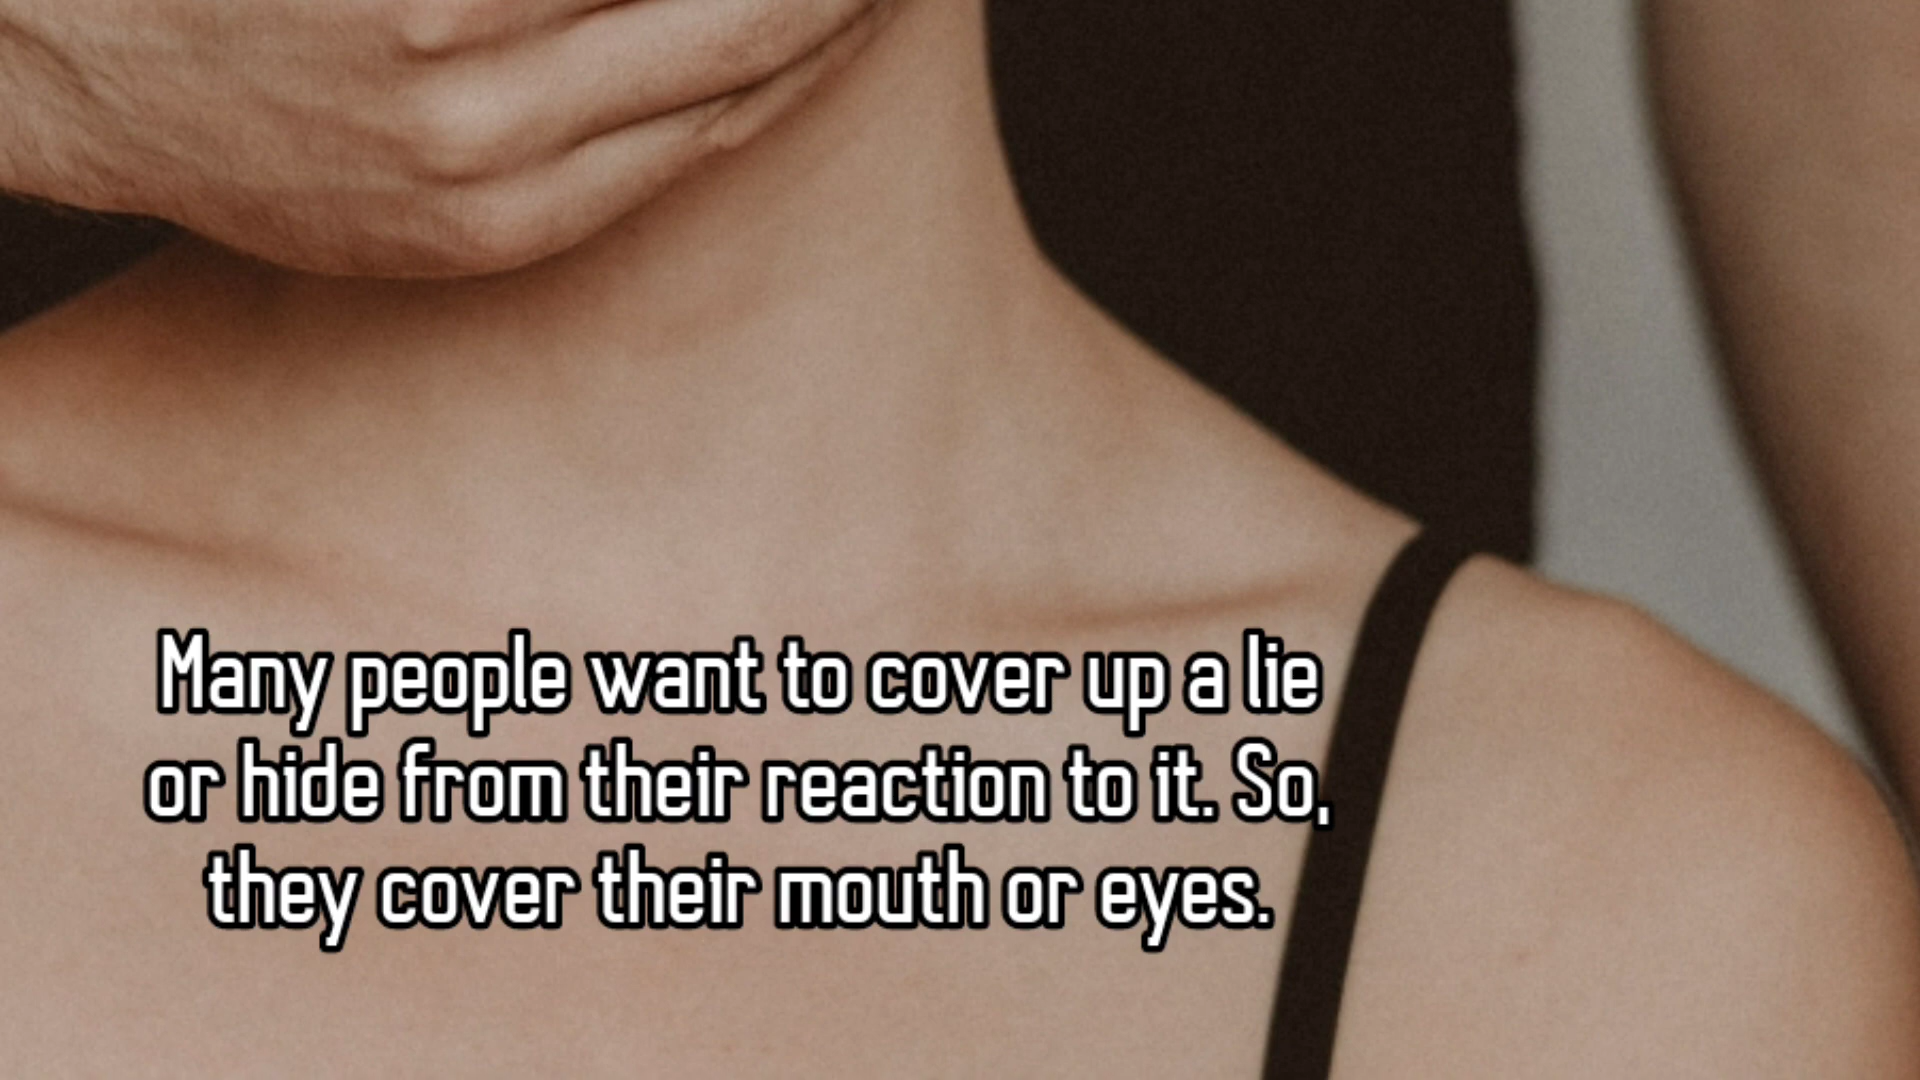 Many people want to cover up a lie
or hide from their reaction to it. So,
they cover their mouth or eyes.